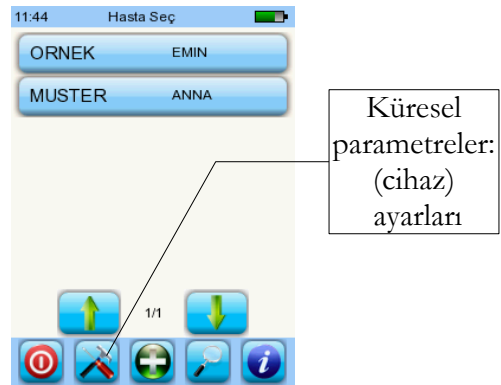 11:44 Hasta Seç
ORNEK EMIN
MUSTER ANNA
1/1
i
Küresel
parametreler:
(cihaz)
ayarları